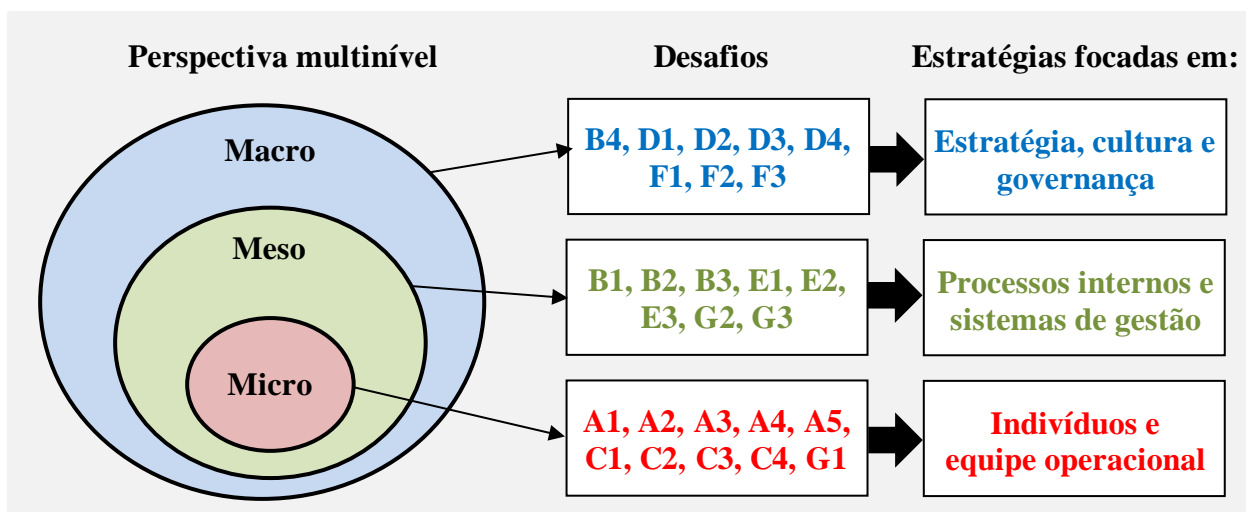 Perspectiva multinível
Desafios
Estratégias focadas em:
Macro
B4, D1, D2, D3, D4,
F1, F2, F3
Estratégia, cultura e
governança
Meso
B1, B2, B3, E1, E2,
E3, G2, G3
Processos internos e
sistemas de gestão
Micro
A1, A2, A3, A4, A5,
C1, C2, C3, C4, G1
Indivíduos e
equipe operacional